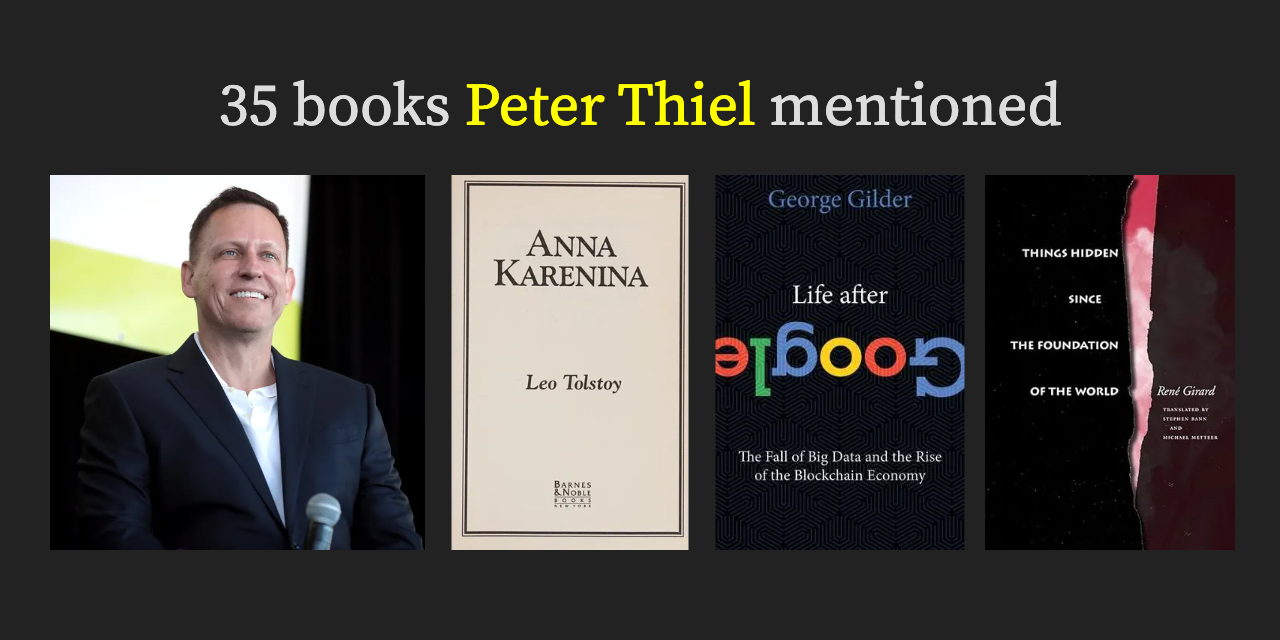 35 books Peter Thiel mentioned
ANNA
KARENINA
Leo Tolstoy
BARNES
&NOBLE
BOOKS
NEW YORK
George Gilder
Life after
Google
The Fall of Big Data and the Rise
of the Blockchain Economy
THINGS HIDDEN
SINCE
THE FOUNDATION
OF THE WORLD
René Girard
TRANSLATED BY
STEPHEN BANN
AND
MICHAEL METTEER